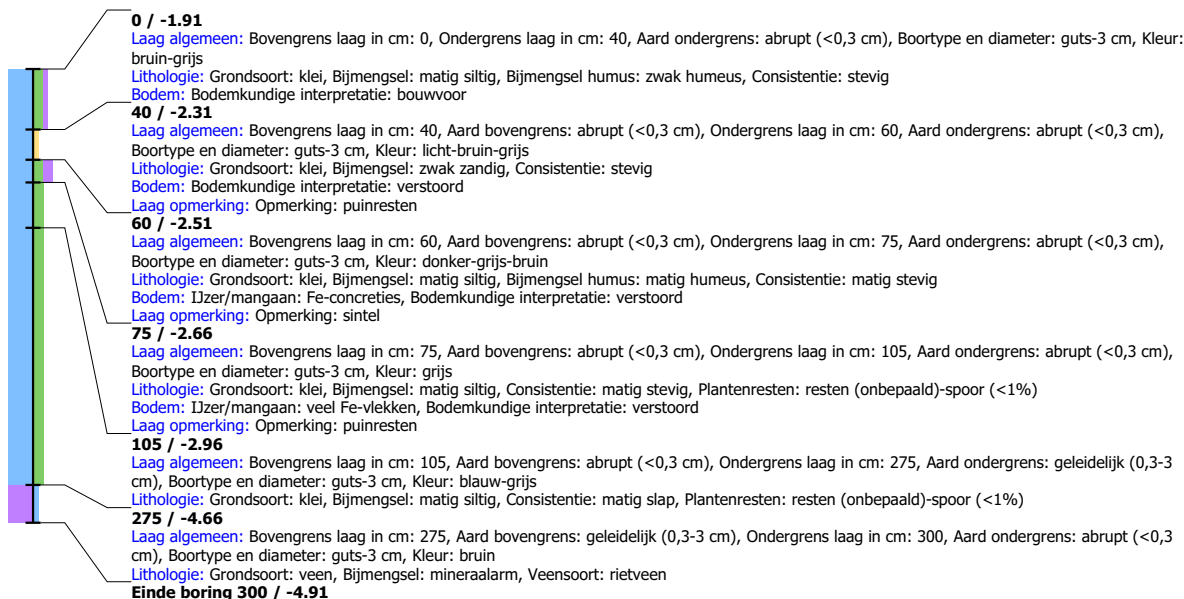 0 / -1.91
Laag algemeen: Bovengrens laag in cm: 0, Ondergrens laag in cm: 40, Aard ondergrens: abrupt (<0,3 cm), Boortype en diameter: guts-3 cm, Kleur:
bruin-grijs
Lithologie: Grondsoort: klei, Bijmengsel: matig siltig, Bijmengsel humus: zwak humeus, Consistentie: stevig
Bodem: Bodemkundige interpretatie: bouwvoor
40 / -2.31
Laag algemeen: Bovengrens laag in cm: 40, Aard bovengrens: abrupt (<0,3 cm), Ondergrens laag in cm: 60, Aard ondergrens: abrupt (<0,3 cm),
Boortype en diameter: guts-3 cm, Kleur: licht-bruin-grijs
Lithologie: Grondsoort: klei, Bijmengsel: zwak zandig, Consistentie: stevig
Bodem: Bodemkundige interpretatie: verstoord
Laag opmerking: Opmerking: puinresten
60 / -2.51
Laag algemeen: Bovengrens laag in cm: 60, Aard bovengrens: abrupt (<0,3 cm), Ondergrens laag in cm: 75, Aard ondergrens: abrupt (<0,3 cm),
Boortype en diameter: guts-3 cm, Kleur: donker-grijs-bruin
Lithologie: Grondsoort: klei, Bijmengsel: matig siltig, Bijmengsel humus: matig humeus, Consistentie: matig stevig
Bodem: IJzer/mangaan: Fe-concreties, Bodemkundige interpretatie: verstoord
Laag opmerking: Opmerking: sintel
75 / -2.66
Laag algemeen: Bovengrens laag in cm: 75, Aard bovengrens: abrupt (<0,3 cm), Ondergrens laag in cm: 105, Aard ondergrens: abrupt (<0,3 cm),
Boortype en diameter: guts-3 cm, Kleur: grijs
Lithologie: Grondsoort: klei, Bijmengsel: matig siltig, Consistentie: matig stevig, Plantenresten: resten (onbepaald)-spoor (<1%)
Bodem: IJzer/mangaan: veel Fe-vlekken, Bodemkundige interpretatie: verstoord
Laag opmerking: Opmerking: puinresten
105 / -2.96
Laag algemeen: Bovengrens laag in cm: 105, Aard bovengrens: abrupt (<0,3 cm), Ondergrens laag in cm: 275, Aard ondergrens: geleidelijk (0,3-3
cm), Boortype en diameter: guts-3 cm, Kleur: blauw-grijs
Lithologie: Grondsoort: klei, Bijmengsel: matig siltig, Consistentie: matig slap, Plantenresten: resten (onbepaald)-spoor (<1%)
275 / -4.66
Laag algemeen: Bovengrens laag in cm: 275, Aard bovengrens: geleidelijk (0,3-3 cm), Ondergrens laag in cm: 300, Aard ondergrens: abrupt (<0,3
cm), Boortype en diameter: guts-3 cm, Kleur: bruin
Lithologie: Grondsoort: veen, Bijmengsel: mineraalarm, Veensoort: rietveen
Einde boring 300 / -4.91